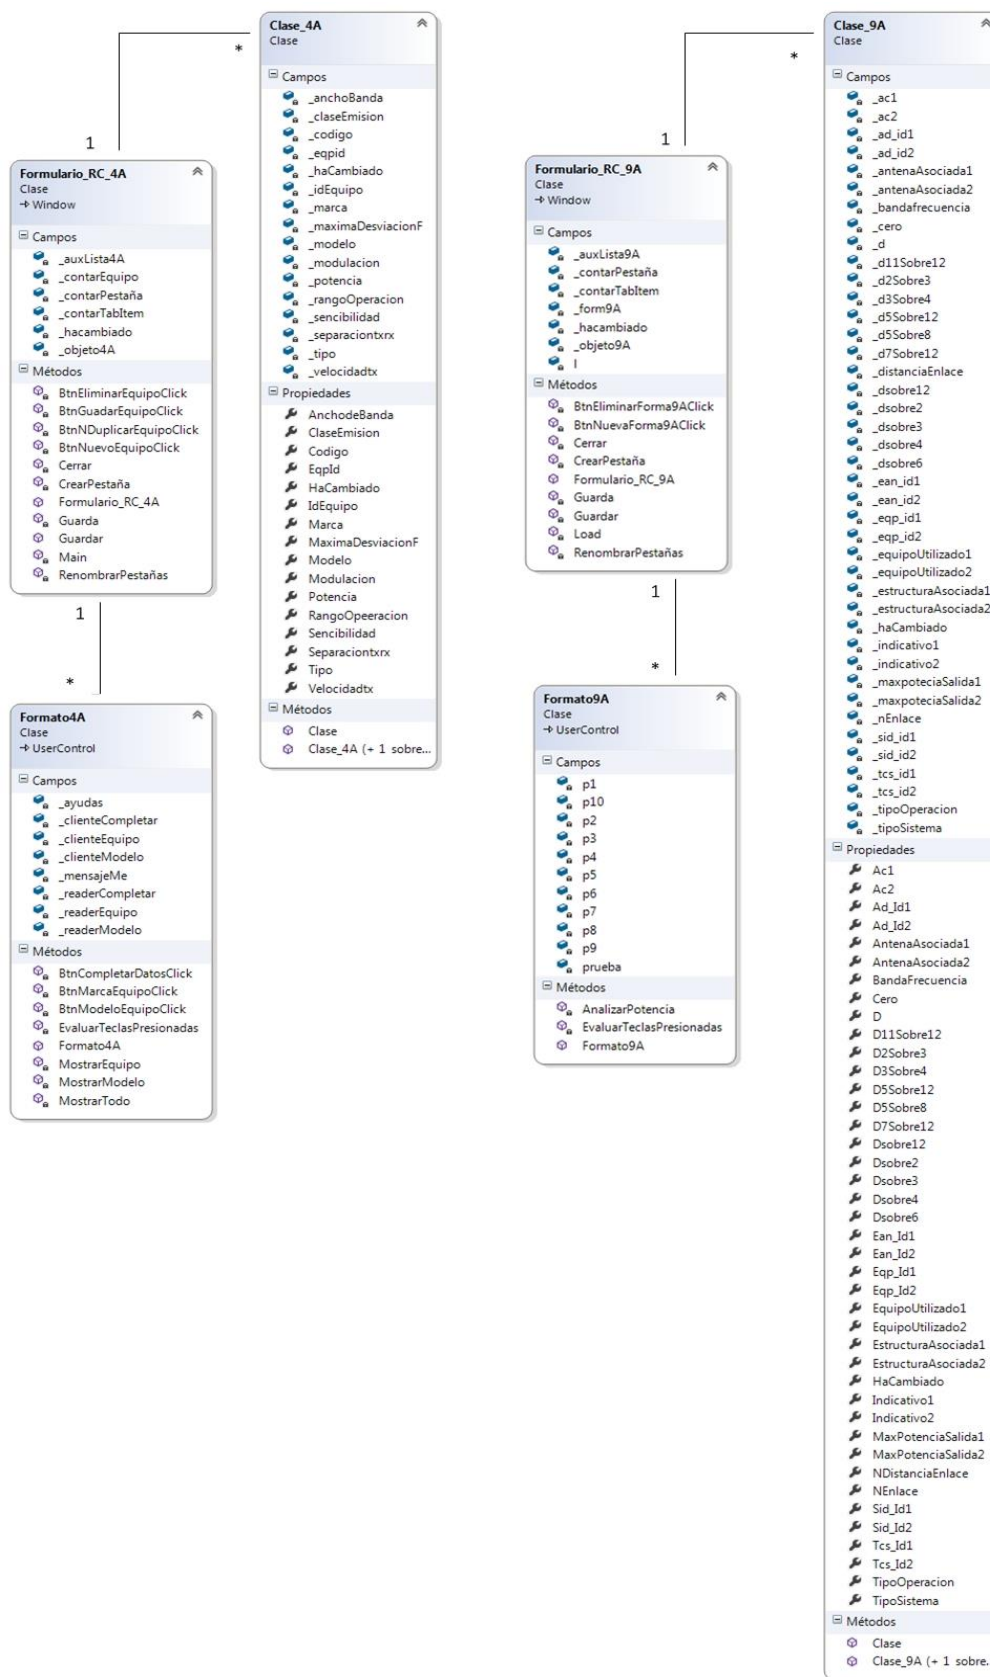 Clase_4A
Clase
Campos
_anchoBanda
_claseEmision
_codigo
_eqpid
_haCambiado
_idEquipo
_marca
_maximaDesviacionF
_modelo
_modulacion
_potencia
_rangoOperacion
_sencibilidad
_separaciontxrx
_tipo
_velocidadtx
Propiedades
AnchodeBanda
ClaseEmision
Codigo
EqpId
HaCambiado
IdEquipo
Marca
MaximaDesviacionF
Modelo
Modulacion
Potencia
RangoOpeeracion
Sencibilidad
Separaciontxrx
Tipo
Velocidadtx
Métodos
Clase
Clase_4A (+ 1 sobre...
*
1
Formulario_RC_4A
Clase
Window
Campos
_auxLista4A
_contarEquipo
_contarPestaña
_contarTabItem
_hacambiado
_objeto4A
Métodos
BtnEliminarEquipoClick
BtnGuadarEquipoClick
BtnNDuplicarEquipoClick
BtnNuevoEquipoClick
Cerrar
CrearPestaña
Formulario_RC_4A
Guarda
Guardar
Main
RenombrarPestañas
1
*
Formato4A
Clase
UserControl
Campos
_ayudas
_clienteCompletar
_clienteEquipo
_clienteModelo
_mensajeMe
_readerCompletar
_readerEquipo
_readerModelo
Métodos
BtnCompletarDatosClick
BtnMarcaEquipoClick
BtnModeloEquipoClick
EvaluarTeclasPresionadas
Formato4A
MostrarEquipo
MostrarModelo
MostrarTodo
*
1
Formulario_RC_9A
Clase
Window
Campos
_auxLista9A
_contarPestaña
_contarTabItem
_form9A
_hacambiado
_objeto9A
Métodos
BtnEliminarForma9AClick
BtnNuevaForma9AClick
Cerrar
CrearPestaña
Formulario_RC_9A
Guarda
Guardar
Load
RenombrarPestañas
1
*
Formato9A
Clase
UserControl
Campos
p1
p10
p2
p3
p4
p5
p6
p7
p8
p9
prueba
Métodos
AnalizarPotencia
EvaluarTeclasPresionadas
Formato9A
Clase_9A
Clase
Campos
_ac1
_ac2
_ad_id1
_ad_id2
_antenaAsociada1
_antenaAsociada2
_bandafrecuencia
_cero
_d
_d11Sobre12
_d2Sobre3
_d3Sobre4
_d5Sobre12
_d5Sobre8
_d7Sobre12
_distanciaEnlace
_dsobre12
_dsobre2
_dsobre3
_dsobre4
_dsobre6
_ean_id1
_ean_id2
_eqp_id1
_eqp_id2
_equipoUtilizado1
_equipoUtilizado2
_estructuraAsociada1
_estructuraAsociada2
_haCambiado
_indicativo1
_indicativo2
_maxpoteciaSalida1
_maxpoteciaSalida2
_nEnlace
_sid_id1
_sid_id2
_tcs_id1
_tcs_id2
_tipoOperacion
_tipoSistema
Propiedades
Ac1
Ac2
Ad_Id1
Ad_Id2
AntenaAsociada1
AntenaAsociada2
BandaFrecuencia
Cero
D
D11Sobre12
D2Sobre3
D3Sobre4
D5Sobre12
D5Sobre8
D7Sobre12
Dsobre12
Dsobre2
Dsobre3
Dsobre4
Dsobre6
Ean_Id1
Ean_Id2
Eqp_Id1
Eqp_Id2
EquipoUtilizado1
EquipoUtilizado2
EstructuraAsociada1
EstructuraAsociada2
HaCambiado
Indicativo1
Indicativo2
MaxPotenciaSalida1
MaxPotenciaSalida2
NDistanciaEnlace
NEnlace
Sid_Id1
Sid_Id2
Tcs_Id1
Tcs_Id2
TipoOperacion
TipoSistema
Métodos
Clase
Clase_9A (+ 1 sobre..